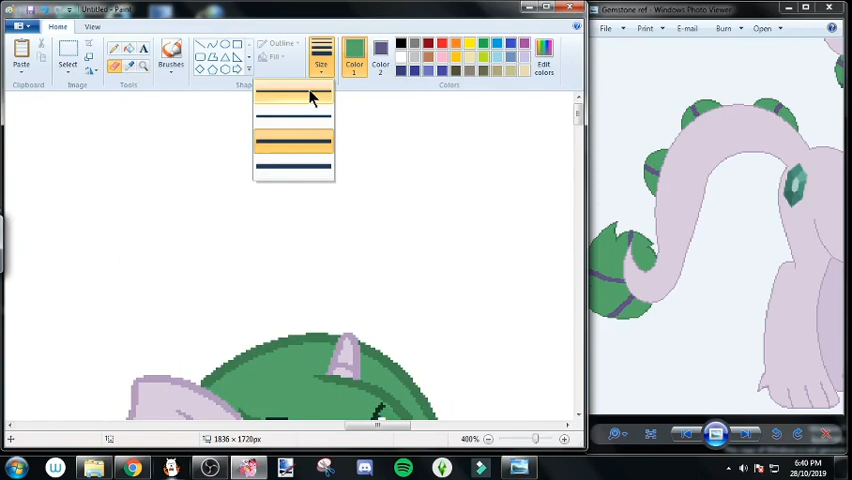 Untitled - Paint
Gemstone ref - Windows Photo Viewer
Home
View
File
Print
E-mail
Burn
Open
Paste
Select
Brushes
Outline
Fill
Size
Color
1
Color
2
Edit
colors
Clipboard
Image
Tools
Shap
Colors
1836 × 1720px
400%
6:40 PM
28/10/2019